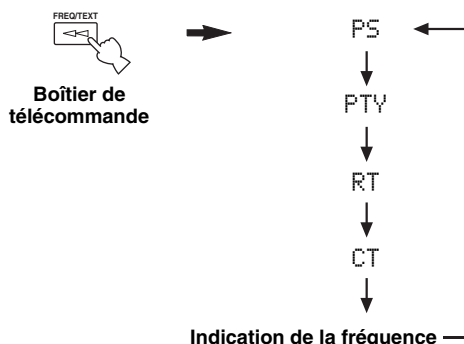 FREQ/TEXT
Boîtier de
télécommande
PS
PTY
RT
CT
Indication de la fréquence